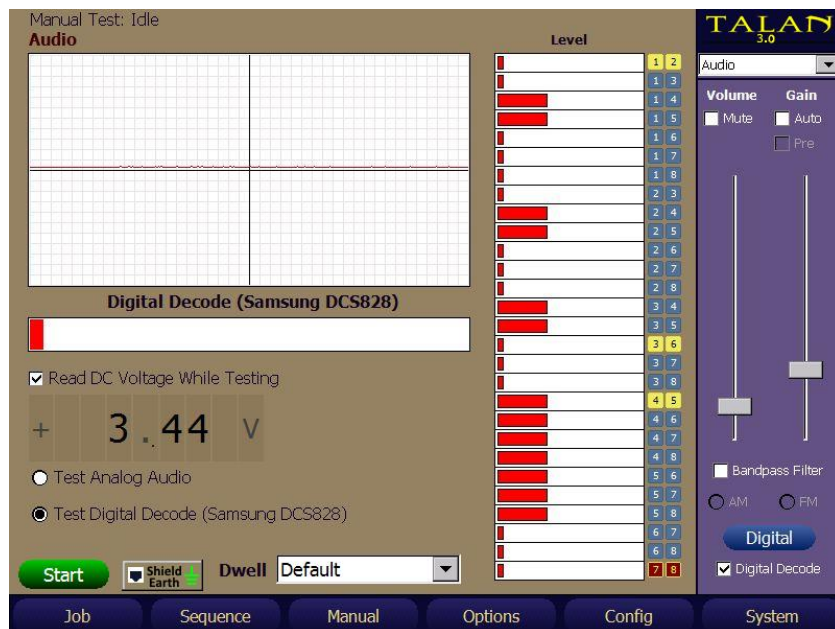 Manual Test: Idle
Audio
Level
TALAN
3.0
Audio
Volume Gain
Mute Auto
Pre
1 2
1 3
1 4
1 5
1 6
1 7
1 8
2 3
2 4
2 5
2 6
2 7
2 8
3 4
3 5
3 6
3 7
3 8
4 5
4 6
4 7
4 8
5 6
5 7
5 8
6 7
6 8
7 8
Digital Decode (Samsung DCS828)
Read DC Voltage While Testing
+ 3.44 V
Test Analog Audio
Test Digital Decode (Samsung DCS828)
Bandpass Filter
AM FM
Digital
Digital Decode
Start
Shield
Earth
Dwell Default
Job Sequence Manual Options Config System